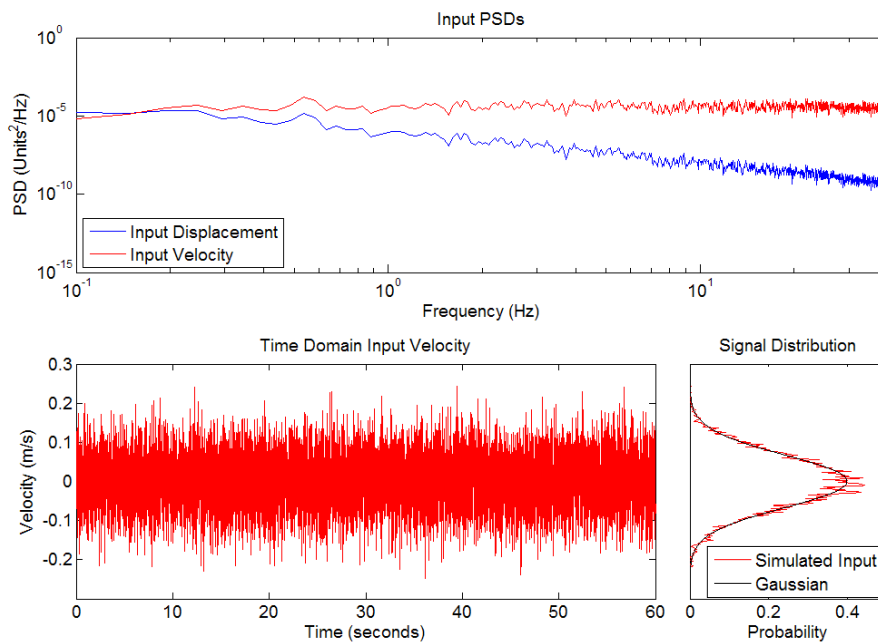 Input PSDs
10^0
10^-5
10^-10
10^-15
PSD (Units^2/Hz)
Input Displacement
Input Velocity
10^-1
10^0
10^1
Frequency (Hz)
Time Domain Input Velocity
0.3
0.2
0.1
0
-0.1
-0.2
Velocity (m/s)
0
10
20
30
40
50
60
Time (seconds)
Signal Distribution
Simulated Input
Gaussian
0
0.2
0.4
Probability